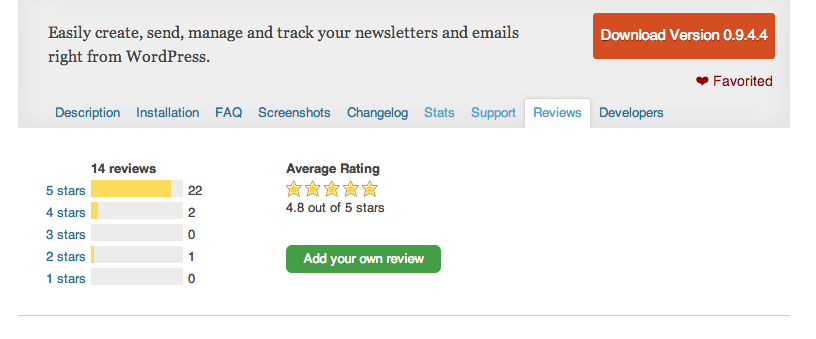 Easily create, send, manage and track your newsletters and emails
right from WordPress.
Download Version 0.9.4.4
❤ Favorited
Description Installation FAQ Screenshots Changelog Stats Support Reviews Developers
14 reviews
5 stars 22
4 stars 2
3 stars 0
2 stars 1
1 stars 0
Average Rating
4.8 out of 5 stars
Add your own review